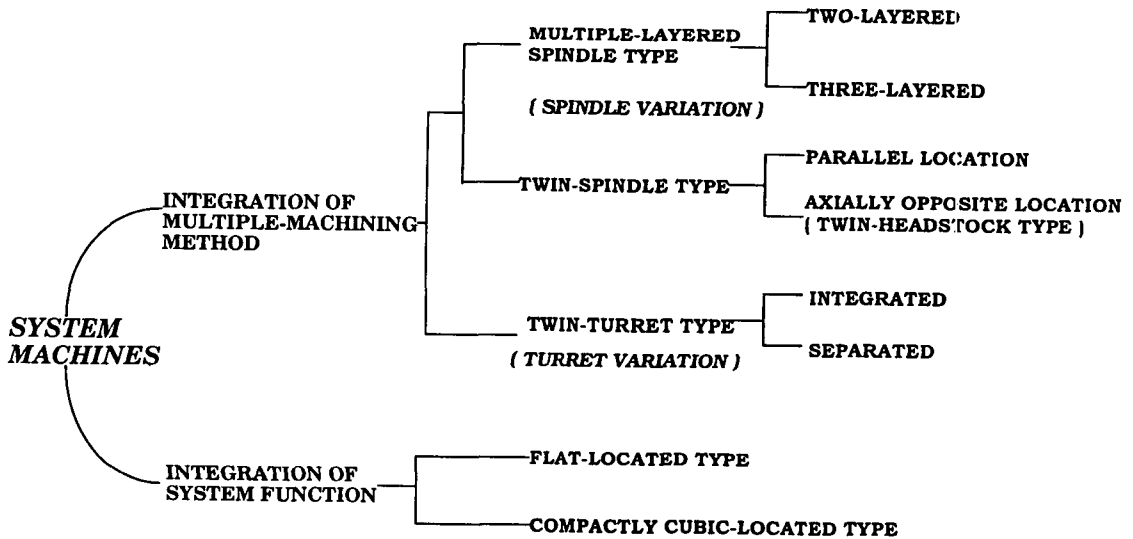 SYSTEM
MACHINES
INTEGRATION OF
MULTIPLE-MACHINING
METHOD
MULTIPLE-LAYERED
SPINDLE TYPE
( SPINDLE VARIATION )
TWO-LAYERED
THREE-LAYERED
TWIN-SPINDLE TYPE
PARALLEL LOCATION
AXIALLY OPPOSITE LOCATION
( TWIN-HEADSTOCK TYPE )
TWIN-TURRET TYPE
( TURRET VARIATION )
INTEGRATED
SEPARATED
INTEGRATION OF
SYSTEM FUNCTION
FLAT-LOCATED TYPE
COMPACTLY CUBIC-LOCATED TYPE